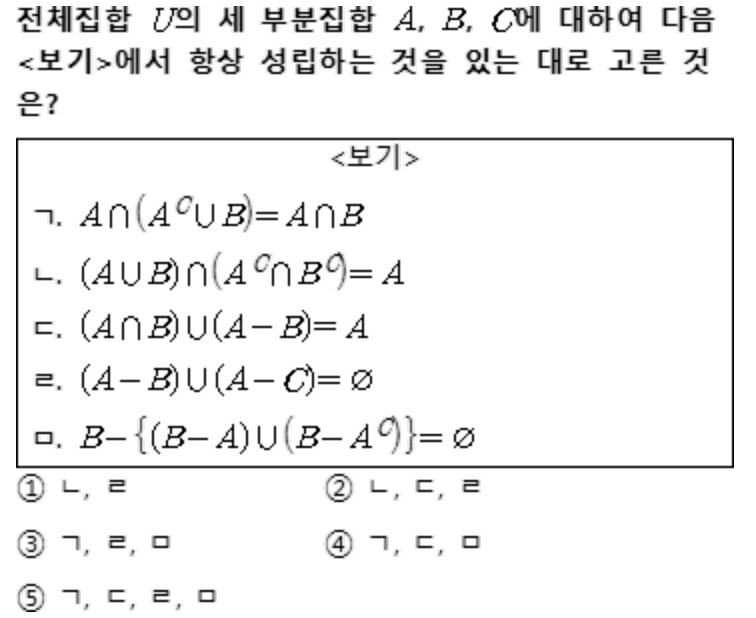 전체집합 U의 세 부분집합 A, B, C에 대하여 다음
<보기>에서 항상 성립하는 것을 있는 대로 고른 것
은?
<보기>
ㄱ. A∩(A^C∪B)=A∩B
ㄴ. (A∪B)∩(A^C∩B^C)=A
ㄷ. (A∩B)∪(A-B)=A
ㄹ. (A-B)∪(A-C)=∅
ㅁ. B-{(B-A)∪(B-A^C)}=∅
① ㄴ, ㄹ ② ㄴ, ㄷ, ㄹ
③ ㄱ, ㄹ, ㅁ ④ ㄱ, ㄷ, ㅁ
⑤ ㄱ, ㄷ, ㄹ, ㅁ